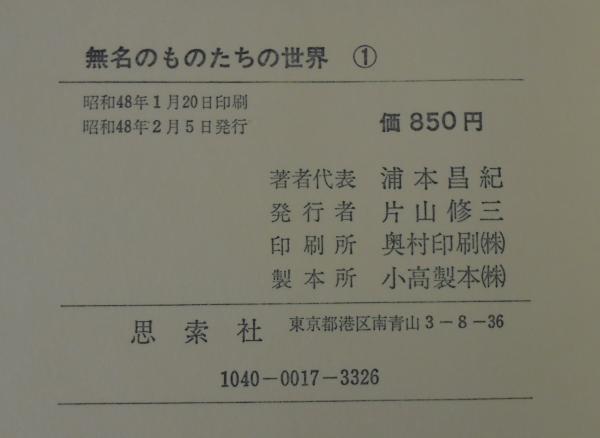 無名のものたちの世界 ①
昭和48年1月20日印刷
昭和48年2月5日発行
価 850円
著者代表 浦本昌紀
発行者 片山修三
印刷所 奥村印刷㈱
製本所 小高製本㈱
思索社 東京都港区南青山3-8-36
1040-0017-3326